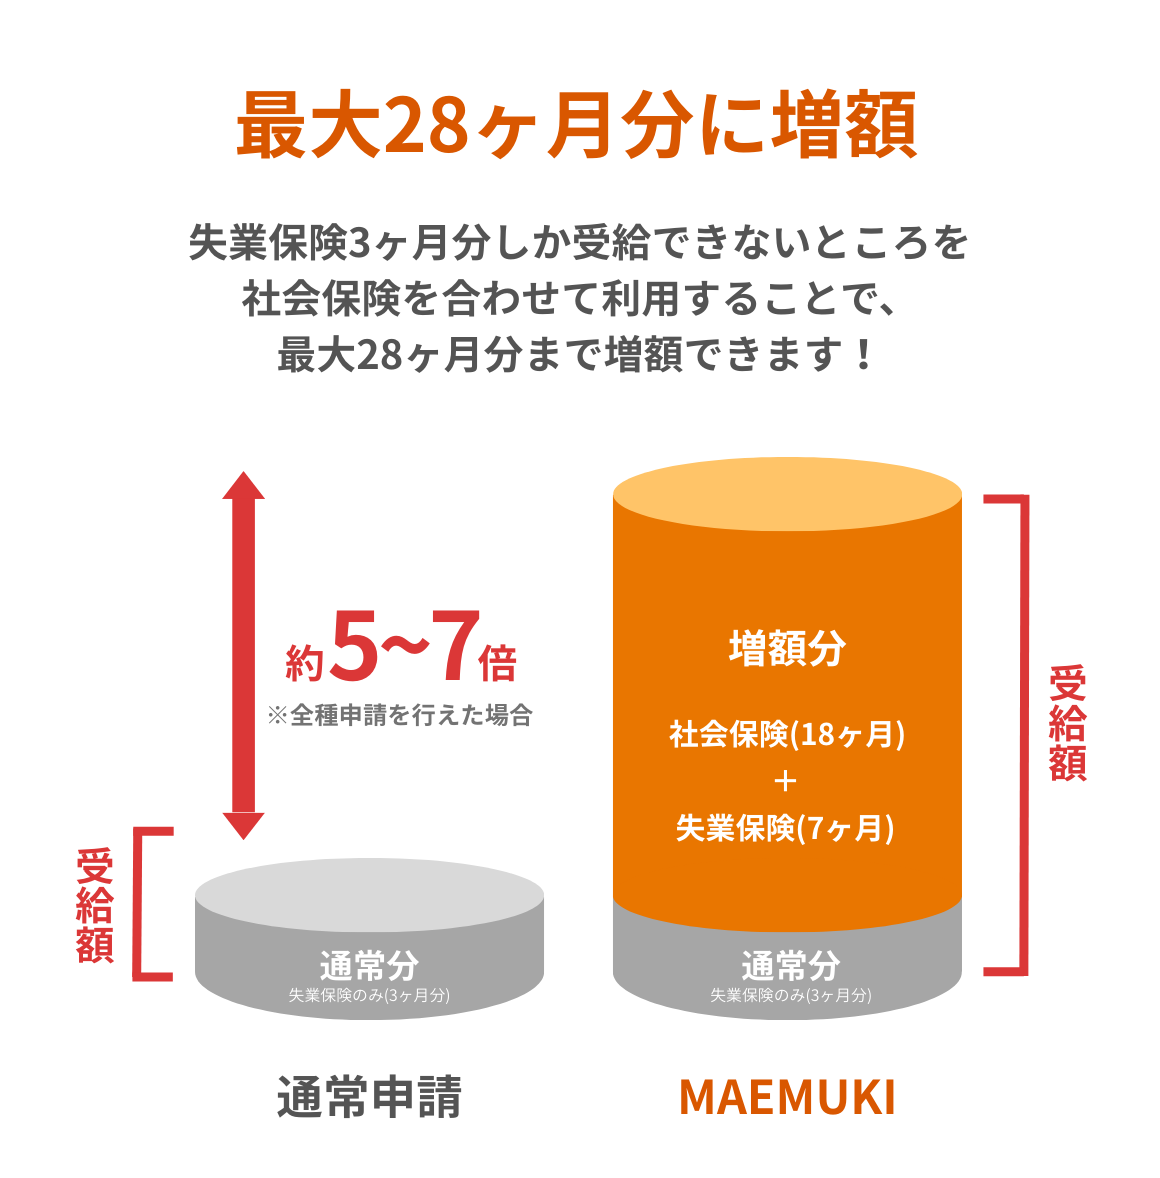 最大28ヶ月分に増額
失業保険3ヶ月分しか受給できないところを
社会保険を合わせて利用することで、
最大28ヶ月分まで増額できます！
約5~7倍
※全種申請を行えた場合
受給額
通常分
失業保険のみ(3ヶ月分)
通常申請
増額分
社会保険(18ヶ月)
+
失業保険(7ヶ月)
通常分
失業保険のみ(3ヶ月分)
受給額
MAEMUKI